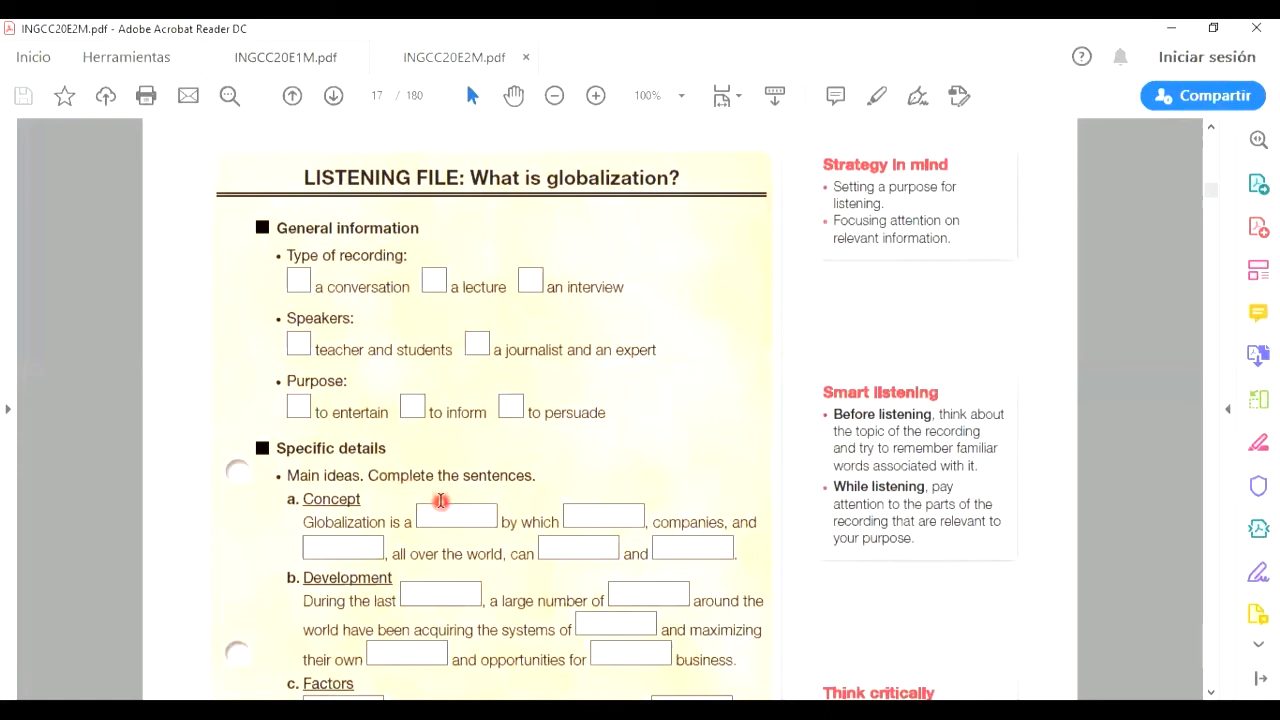 INGCC20E2M.pdf - Adobe Acrobat Reader DC
Inicio Herramientas INGCC20E1M.pdf INGCC20E2M.pdf × Iniciar sesión
17 / 180 100% Compartir
LISTENING FILE: What is globalization?
■ General information
• Type of recording:
a conversation a lecture an interview
• Speakers:
teacher and students a journalist and an expert
• Purpose:
to entertain to inform to persuade
■ Specific details
• Main ideas. Complete the sentences.
a. Concept
Globalization is a by which , companies, and
, all over the world, can and .
b. Development
During the last , a large number of around the
world have been acquiring the systems of and maximizing
their own and opportunities for business.
c. Factors
Strategy in mind
• Setting a purpose for
listening.
• Focusing attention on
relevant information.
Smart listening
• Before listening, think about
the topic of the recording
and try to remember familiar
words associated with it.
• While listening, pay
attention to the parts of the
recording that are relevant to
your purpose.
Think critically